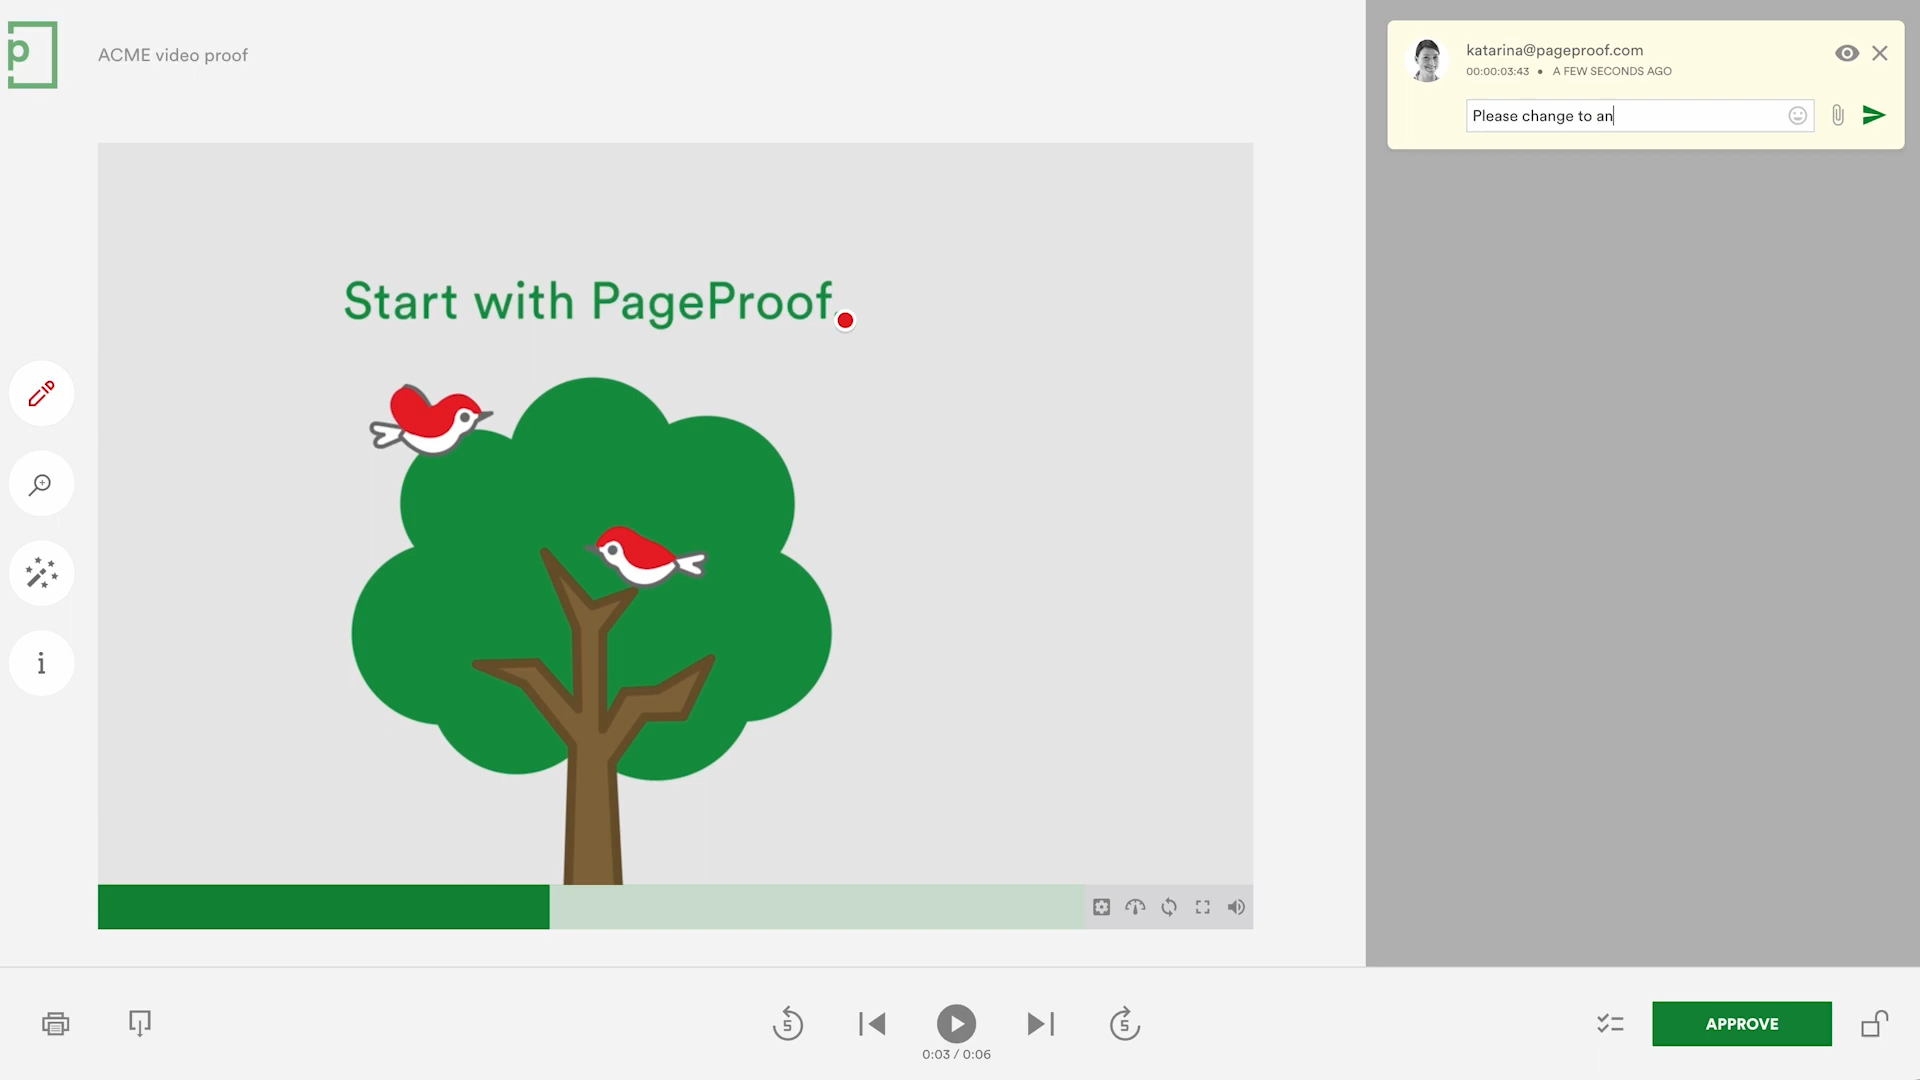 p
ACME video proof
katarina@pageproof.com
00:00:03:43 • A FEW SECONDS AGO
Please change to an
Start with PageProof.
i
5
5
0:03 / 0:06
APPROVE